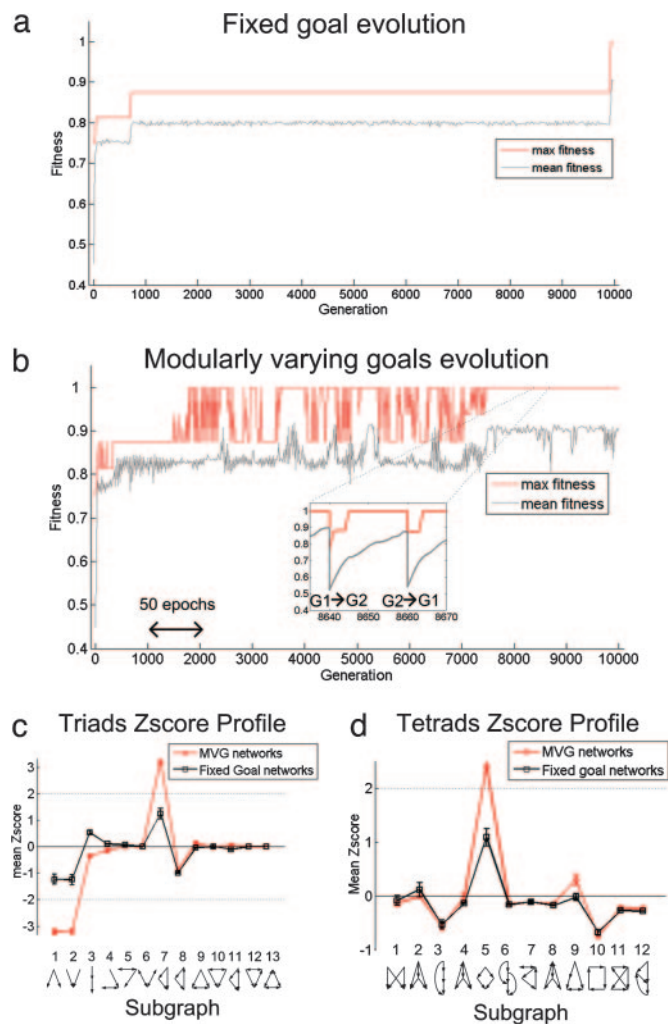 a Fixed goal evolution
1
0.9
0.8
0.7
0.6
0.5
0.4
Fitness
max fitness
mean fitness
0 1000 2000 3000 4000 5000 6000 7000 8000 9000 10000
Generation
b Modularly varying goals evolution
1
0.9
0.8
0.7
0.6
0.5
0.4
Fitness
max fitness
mean fitness
50 epochs
1
0.9
0.8
0.7
0.6
0.5
0.4
G1→G2 G2→G1
8640 8650 8660 8670
0 1000 2000 3000 4000 5000 6000 7000 8000 9000 10000
Generation
c Triads Zscore Profile
MVG networks
Fixed Goal networks
3
2
1
0
-1
-2
-3
mean Zscore
1 2 3 4 5 6 7 8 9 10 11 12 13
Subgraph
d Tetrads Zscore Profile
MVG networks
Fixed goal networks
2
1
0
-1
Mean Zscore
1 2 3 4 5 6 7 8 9 10 11 12
Subgraph